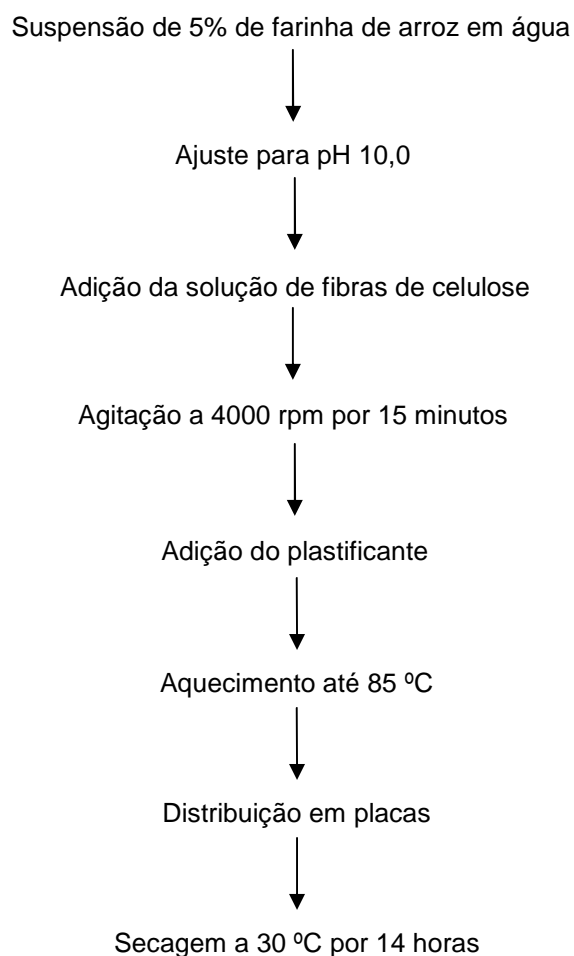 Suspensão de 5% de farinha de arroz em água
Ajuste para pH 10,0
Adição da solução de fibras de celulose
Agitação a 4000 rpm por 15 minutos
Adição do plastificante
Aquecimento até 85 ºC
Distribuição em placas
Secagem a 30 ºC por 14 horas